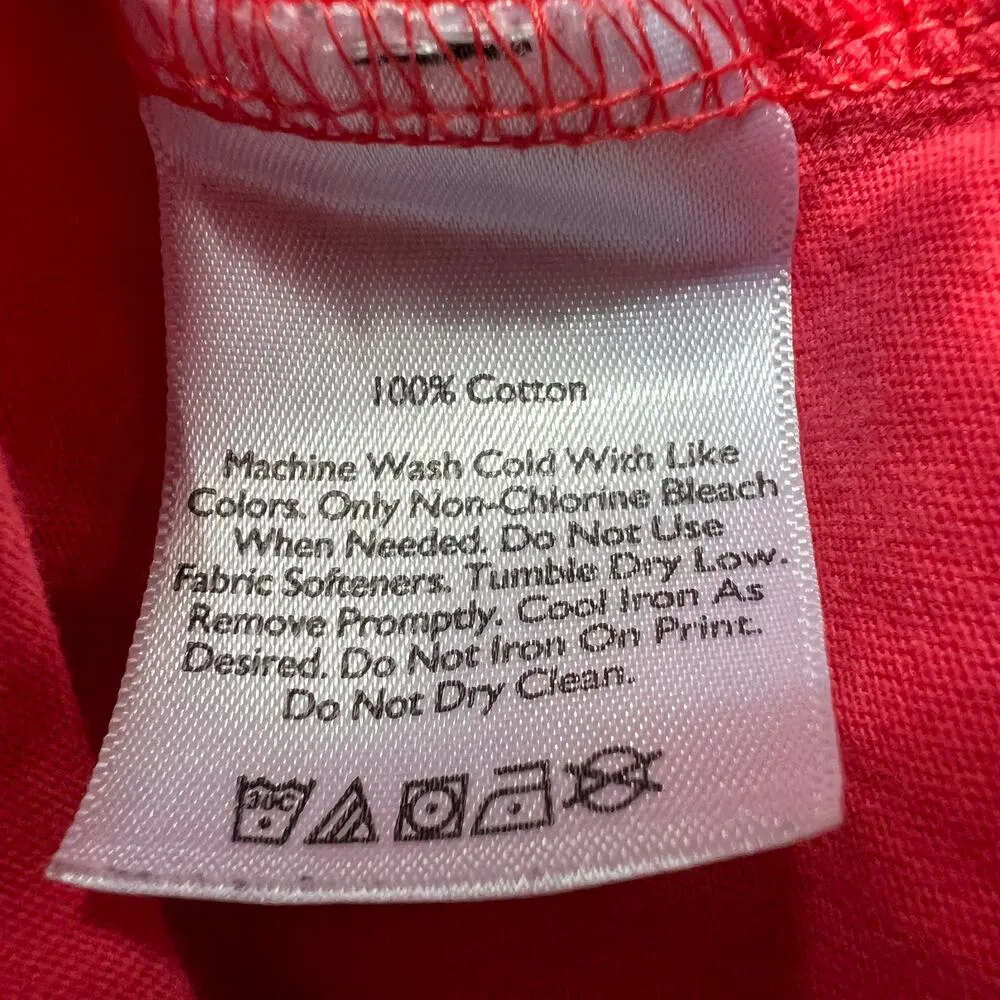 100% Cotton
Machine Wash Cold With Like
Colors. Only Non-Chlorine Bleach
When Needed. Do Not Use
Fabric Softeners. Tumble Dry Low.
Remove Promptly. Cool Iron As
Desired. Do Not Iron On Print.
Do Not Dry Clean.
30C